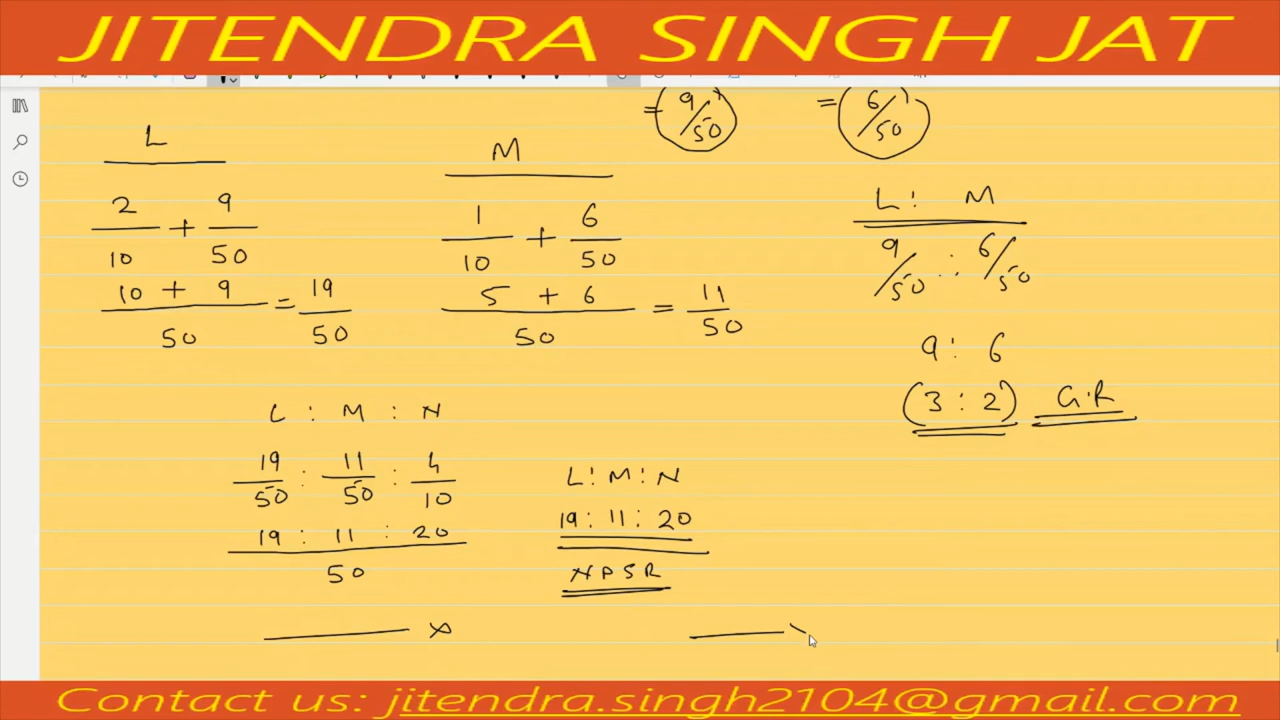 JITENDRA SINGH JAT
= 9/50 = 6/50
L
2/10 + 9/50
10 + 9/50 = 19/50
M
1/10 + 6/50
5 + 6/50 = 11/50
L : M
9/50 : 6/50
9 : 6
(3 : 2) G.R
L : M : N
19/50 : 11/50 : 4/10
19 : 11 : 20
50
L : M : N
19 : 11 : 20
NPSR
Contact us: jitendra.singh2104@gmail.com